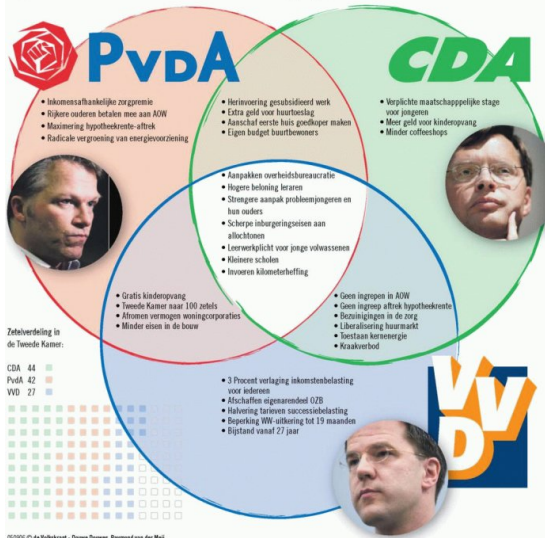 PvdA
CDA
• Inkomensafhankelijke zorgpremie
• Rijkere ouderen betalen mee aan AOW
• Maximering hypotheekrente-aftrek
• Radicale vergroening van energievoorziening
• Herinvoering gesubsidieerd werk
• Extra geld voor huurtoeslag
• Aanschaf eerste huis goedkoper maken
• Eigen budget buurtbewoners
• Verplichte maatschapppelijke stage
voor jongeren
• Meer geld voor kinderopvang
• Minder coffeeshops
• Aanpakken overheidsbureaucratie
• Hogere beloning leraren
• Strengere aanpak probleemjongeren en
hun ouders
• Scherpe inburgeringseisen aan
allochtonen
• Leerwerkplicht voor jonge volwassenen
• Kleinere scholen
• Invoeren kilometerheffing
• Gratis kinderopvang
• Tweede Kamer naar 100 zetels
• Afromen vermogen woningcorporaties
• Minder eisen in de bouw
• Geen ingrepen in AOW
• Geen ingreep aftrek hypotheekrente
• Bezuinigingen in de zorg
• Liberalisering huurmarkt
• Toestaan kernenergie
• Kraakverbod
Zetelverdeling in
de Tweede Kamer:
CDA 44
PvdA 42
VVD 27
• 3 Procent verlaging inkomstenbelasting
voor iedereen
• Afschaffen eigenarendeel OZB
• Halvering tarieven successiebelasting
• Beperking WW-uitkering tot 19 maanden
• Bijstand vanaf 27 jaar
VVD
© de Volkskrant